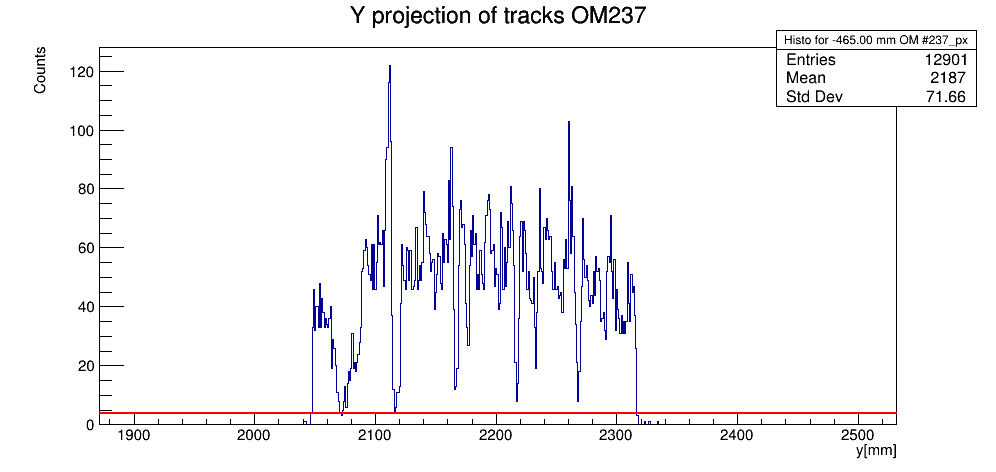 Y projection of tracks OM237
Histo for -465.00 mm OM #237_px
Entries 12901
Mean 2187
Std Dev 71.66
Counts
120
100
80
60
40
20
0
1900 2000 2100 2200 2300 2400 2500
y[mm]